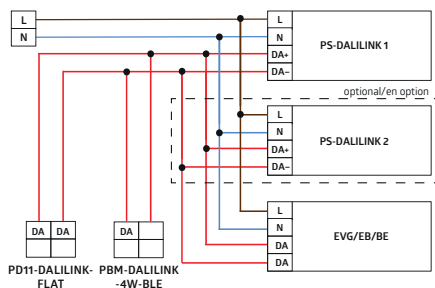 L
N
L
N
DA+
DA−
PS-DALILINK 1
optional/en option
L
N
DA+
DA−
PS-DALILINK 2
L
N
DA
DA
EVG/EB/BE
DA DA
DA DA
PD11-DALILINK-
FLAT
PBM-DALILINK
-4W-BLE